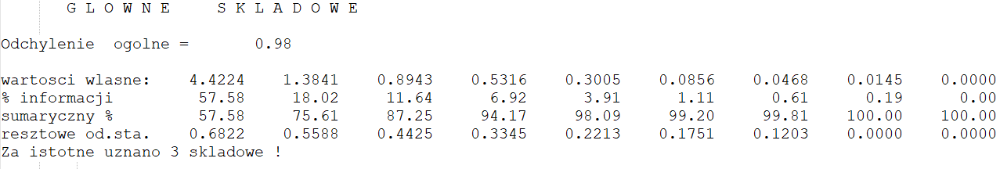 G L O W N E     S K L A D O W E
Odchylenie  ogolne =       0.98
wartosci wlasne:    4.4224    1.3841    0.8943    0.5316    0.3005    0.0856    0.0468    0.0145    0.0000
% informacji         57.58     18.02     11.64      6.92      3.91      1.11      0.61      0.19      0.00
sumaryczny %         57.58     75.61     87.25     94.17     98.09     99.20     99.81    100.00    100.00
resztowe od.sta.    0.6822    0.5588    0.4425    0.3345    0.2213    0.1751    0.1203    0.0000    0.0000
Za istotne uznano 3 skladowe !